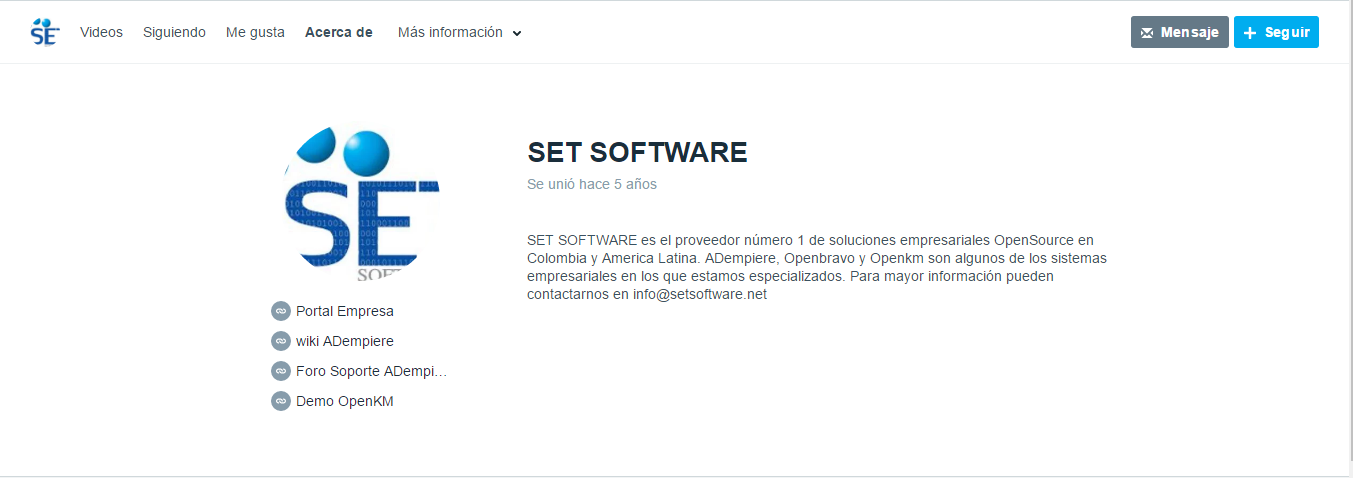 SET Videos Siguiendo Me gusta Acerca de Más información Mensaje Seguir
SET
SOFT
SET SOFTWARE
Se unió hace 5 años
SET SOFTWARE es el proveedor número 1 de soluciones empresariales OpenSource en
Colombia y America Latina. ADempiere, Openbravo y Openkm son algunos de los sistemas
empresariales en los que estamos especializados. Para mayor información pueden
contactarnos en info@setsoftware.net
Portal Empresa
wiki ADempiere
Foro Soporte ADempi…
Demo OpenKM